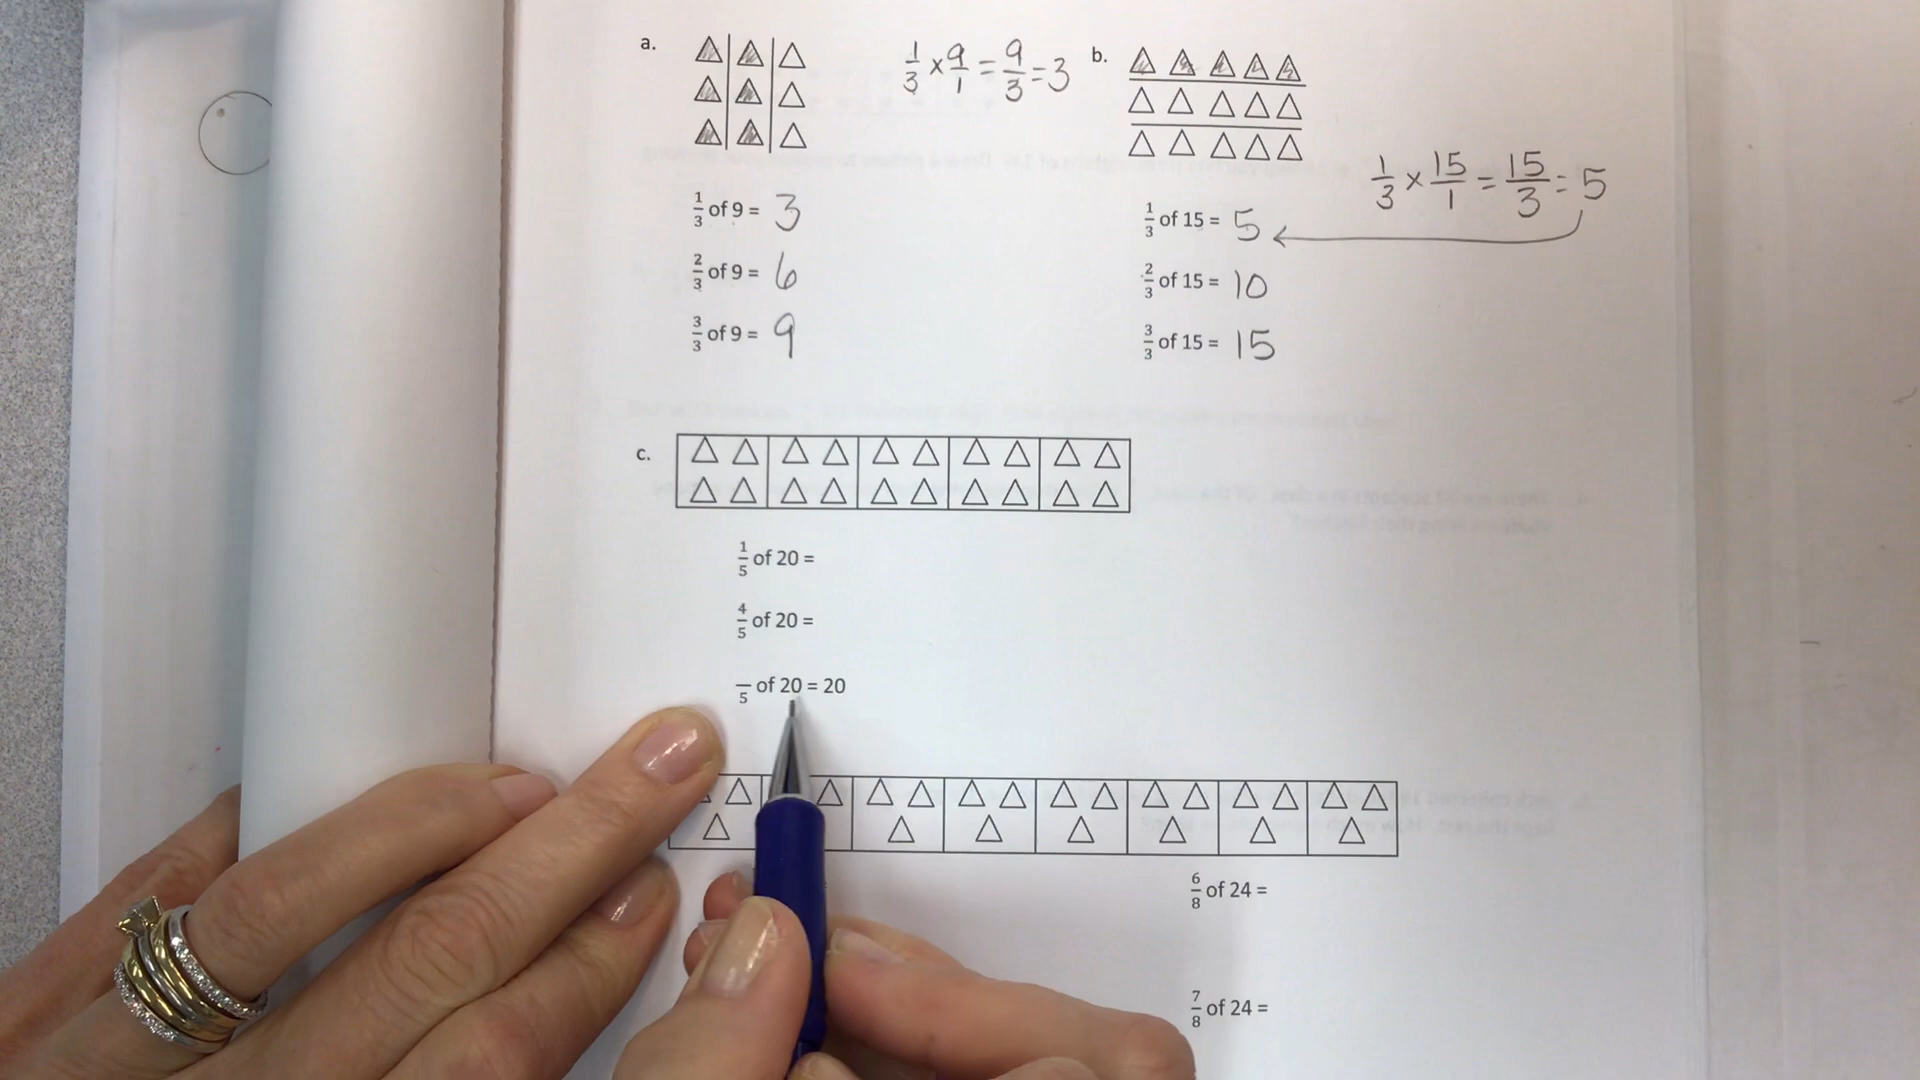 a.
1/3 × 9/1 = 9/3 = 3
1/3 of 9 = 3
2/3 of 9 = 6
3/3 of 9 = 9
b.
1/3 × 15/1 = 15/3 = 5
1/3 of 15 = 5
2/3 of 15 = 10
3/3 of 15 = 15
c.
1/5 of 20 =
4/5 of 20 =
_/5 of 20 = 20
6/8 of 24 =
7/8 of 24 =